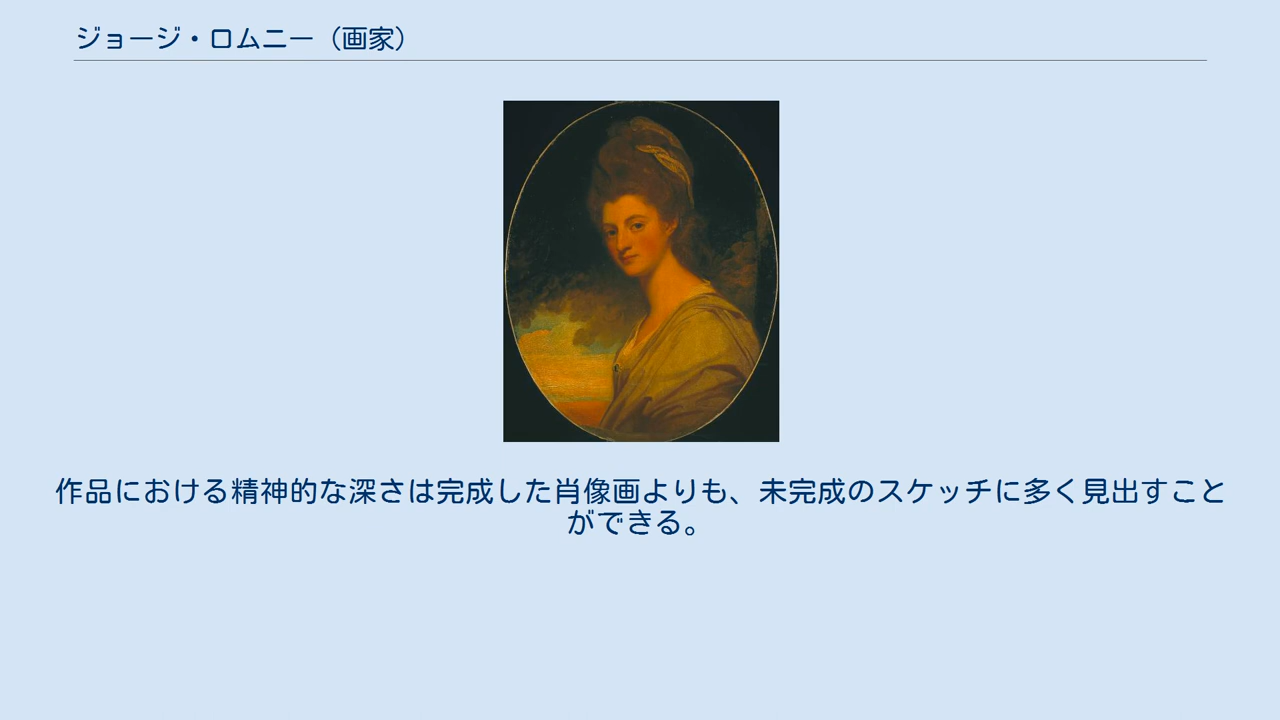 ジョージ・ロムニー（画家）
作品における精神的な深さは完成した肖像画よりも、未完成のスケッチに多く見出すこと
ができる。